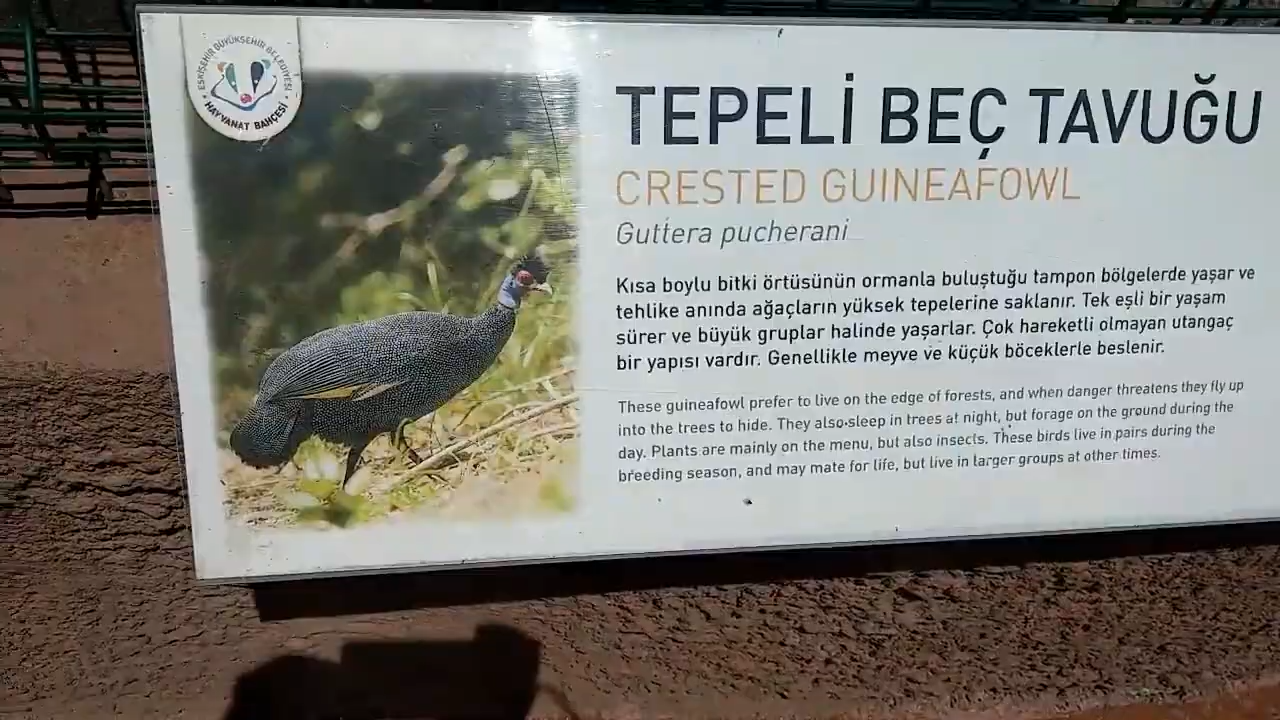 ESKİŞEHİR BÜYÜKŞEHİR BELEDİYESİ
HAYVANAT BAHÇESİ
TEPELİ BEÇ TAVUĞU
CRESTED GUINEAFOWL
Guttera pucherani
Kısa boylu bitki örtüsünün ormanla buluştuğu tampon bölgelerde yaşar ve
tehlike anında ağaçların yüksek tepelerine saklanır. Tek eşli bir yaşam
sürer ve büyük gruplar halinde yaşarlar. Çok hareketli olmayan utangaç
bir yapısı vardır. Genellikle meyve ve küçük böceklerle beslenir.
These guineafowl prefer to live on the edge of forests, and when danger threatens they fly up
into the trees to hide. They also sleep in trees at night, but forage on the ground during the
day. Plants are mainly on the menu, but also insects. These birds live in pairs during the
breeding season, and may mate for life, but live in larger groups at other times.